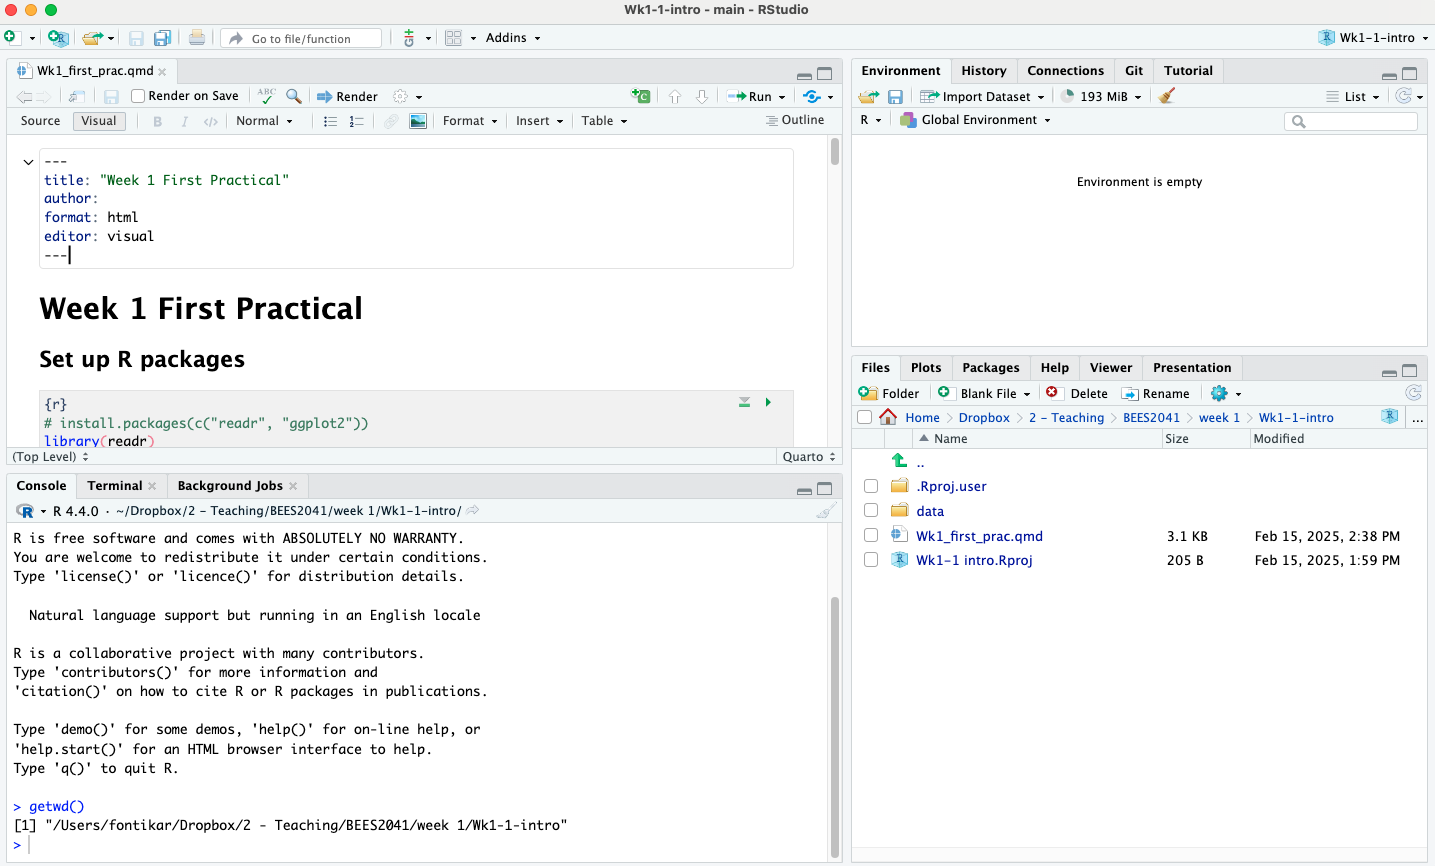 Wk1-1-intro - main - RStudio
Go to file/function
Addins
Wk1-1-intro
Wk1_first_prac.qmd
Render on Save
ABC
Render
Run
Source
Visual
B
I
</>
Normal
Format
Insert
Table
Outline
---
title: "Week 1 First Practical"
author:
format: html
editor: visual
---
Week 1 First Practical
Set up R packages
{r}
# install.packages(c("readr", "ggplot2"))
library(readr)
(Top Level)
Quarto
Console
Terminal
Background Jobs
R 4.4.0 · ~/Dropbox/2 - Teaching/BEES2041/week 1/Wk1-1-intro/
R is free software and comes with ABSOLUTELY NO WARRANTY.
You are welcome to redistribute it under certain conditions.
Type 'license()' or 'licence()' for distribution details.
Natural language support but running in an English locale
R is a collaborative project with many contributors.
Type 'contributors()' for more information and
'citation()' on how to cite R or R packages in publications.
Type 'demo()' for some demos, 'help()' for on-line help, or
'help.start()' for an HTML browser interface to help.
Type 'q()' to quit R.
> getwd()
[1] "/Users/fontikar/Dropbox/2 - Teaching/BEES2041/week 1/Wk1-1-intro"
>
Environment
History
Connections
Git
Tutorial
Import Dataset
193 MiB
List
R
Global Environment
Environment is empty
Files
Plots
Packages
Help
Viewer
Presentation
Folder
Blank File
Delete
Rename
Home
Dropbox
2 - Teaching
BEES2041
week 1
Wk1-1-intro
...
Name
Size
Modified
..
.Rproj.user
data
Wk1_first_prac.qmd 3.1 KB Feb 15, 2025, 2:38 PM
Wk1-1 intro.Rproj 205 B Feb 15, 2025, 1:59 PM